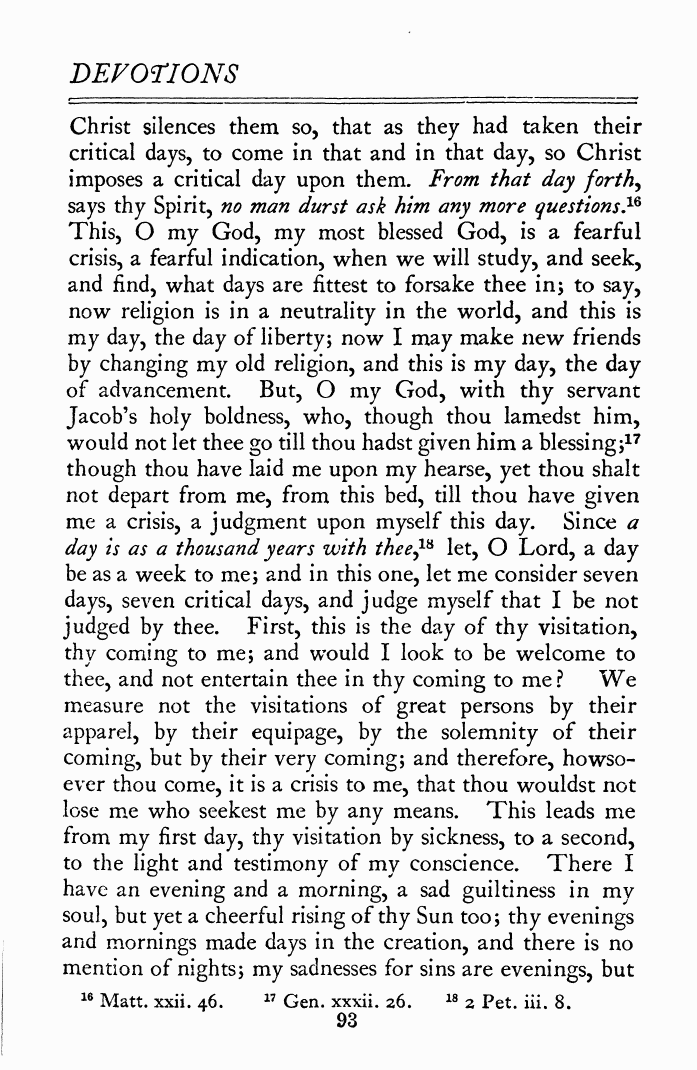 DEVOTIONS
Christ silences them so, that as they had taken their
critical days, to come in that and in that day, so Christ
imposes a critical day upon them. From that day forth,
says thy Spirit, no man durst ask him any more questions.¹⁶
This, O my God, my most blessed God, is a fearful
crisis, a fearful indication, when we will study, and seek,
and find, what days are fittest to forsake thee in; to say,
now religion is in a neutrality in the world, and this is
my day, the day of liberty; now I may make new friends
by changing my old religion, and this is my day, the day
of advancement. But, O my God, with thy servant
Jacob's holy boldness, who, though thou lamedst him,
would not let thee go till thou hadst given him a blessing;¹⁷
though thou have laid me upon my hearse, yet thou shalt
not depart from me, from this bed, till thou have given
me a crisis, a judgment upon myself this day. Since a
day is as a thousand years with thee,¹⁸ let, O Lord, a day
be as a week to me; and in this one, let me consider seven
days, seven critical days, and judge myself that I be not
judged by thee. First, this is the day of thy visitation,
thy coming to me; and would I look to be welcome to
thee, and not entertain thee in thy coming to me? We
measure not the visitations of great persons by their
apparel, by their equipage, by the solemnity of their
coming, but by their very coming; and therefore, howso-
ever thou come, it is a crisis to me, that thou wouldst not
lose me who seekest me by any means. This leads me
from my first day, thy visitation by sickness, to a second,
to the light and testimony of my conscience. There I
have an evening and a morning, a sad guiltiness in my
soul, but yet a cheerful rising of thy Sun too; thy evenings
and mornings made days in the creation, and there is no
mention of nights; my sadnesses for sins are evenings, but
¹⁶ Matt. xxii. 46. ¹⁷ Gen. xxxii. 26. ¹⁸ 2 Pet. iii. 8.
93